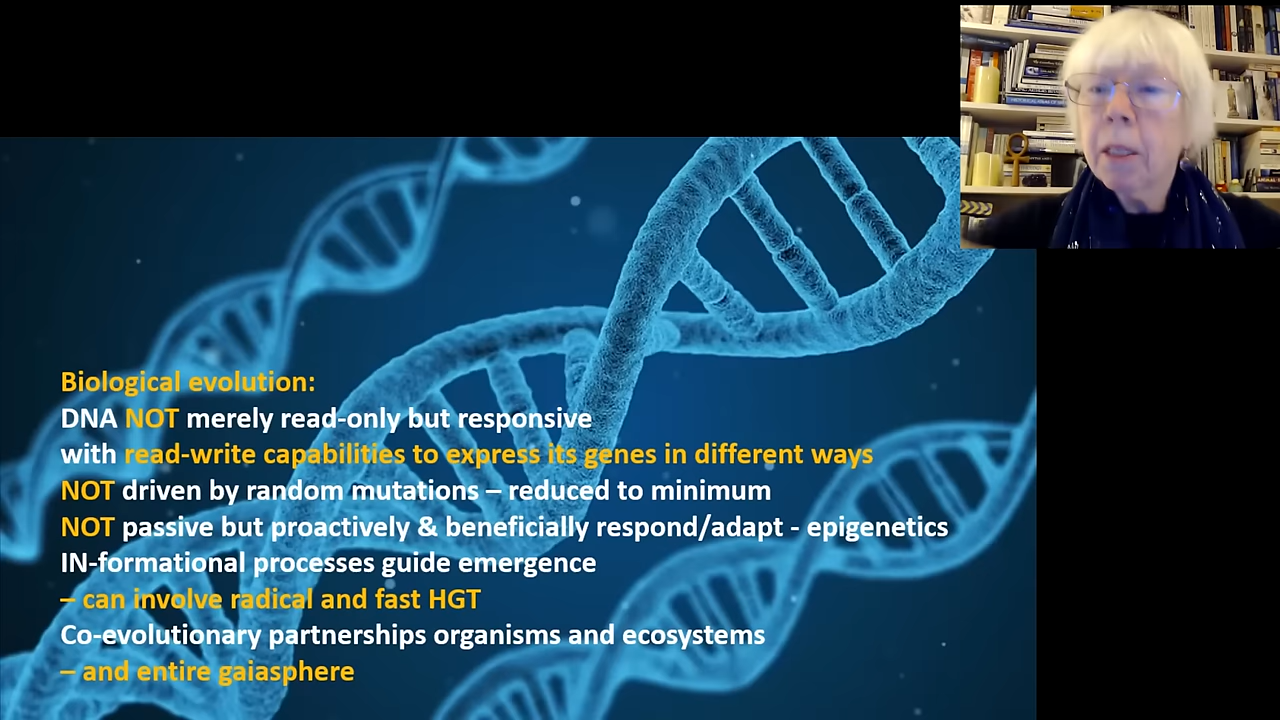 Biological evolution:
DNA NOT merely read-only but responsive
with read-write capabilities to express its genes in different ways
NOT driven by random mutations – reduced to minimum
NOT passive but proactively & beneficially respond/adapt - epigenetics
IN-formational processes guide emergence
– can involve radical and fast HGT
Co-evolutionary partnerships organisms and ecosystems
– and entire gaiasphere